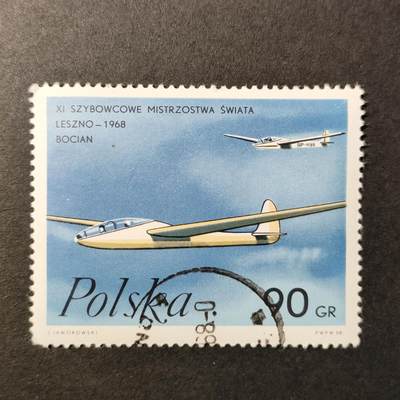 XI SZYBOWCOWE MISTRZOSTWA ŚWIATA
LESZNO-1968
BOCIAN
Polska
90 GR